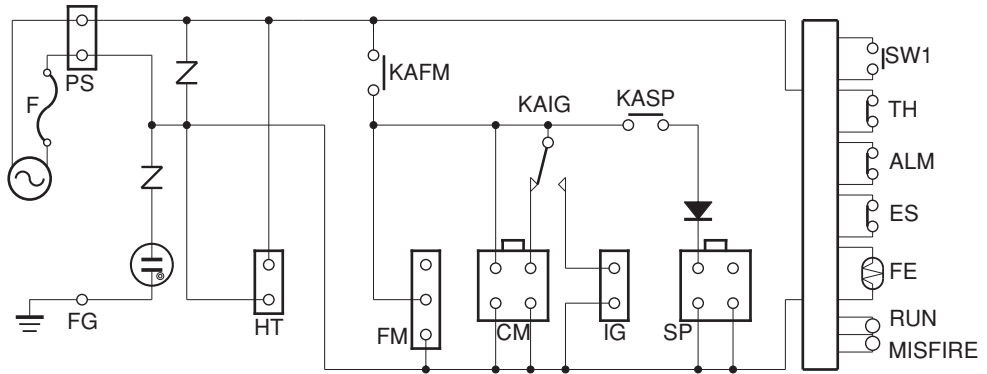 PS
F
FG
HT
KAFM
KAIG
KASP
FM
CM
IG
SP
SW1
TH
ALM
ES
FE
RUN
MISFIRE